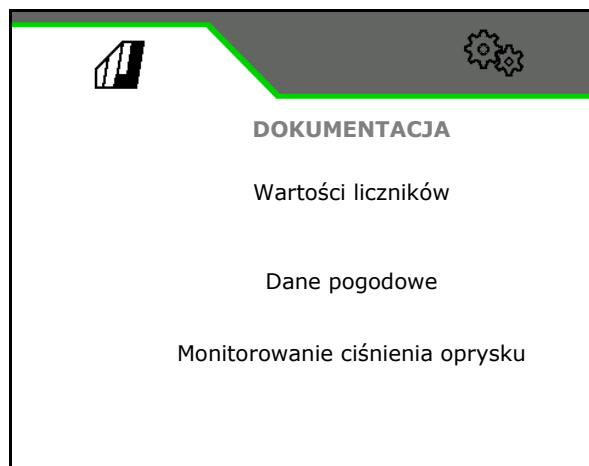 DOKUMENTACJA
Wartości liczników
Dane pogodowe
Monitorowanie ciśnienia oprysku